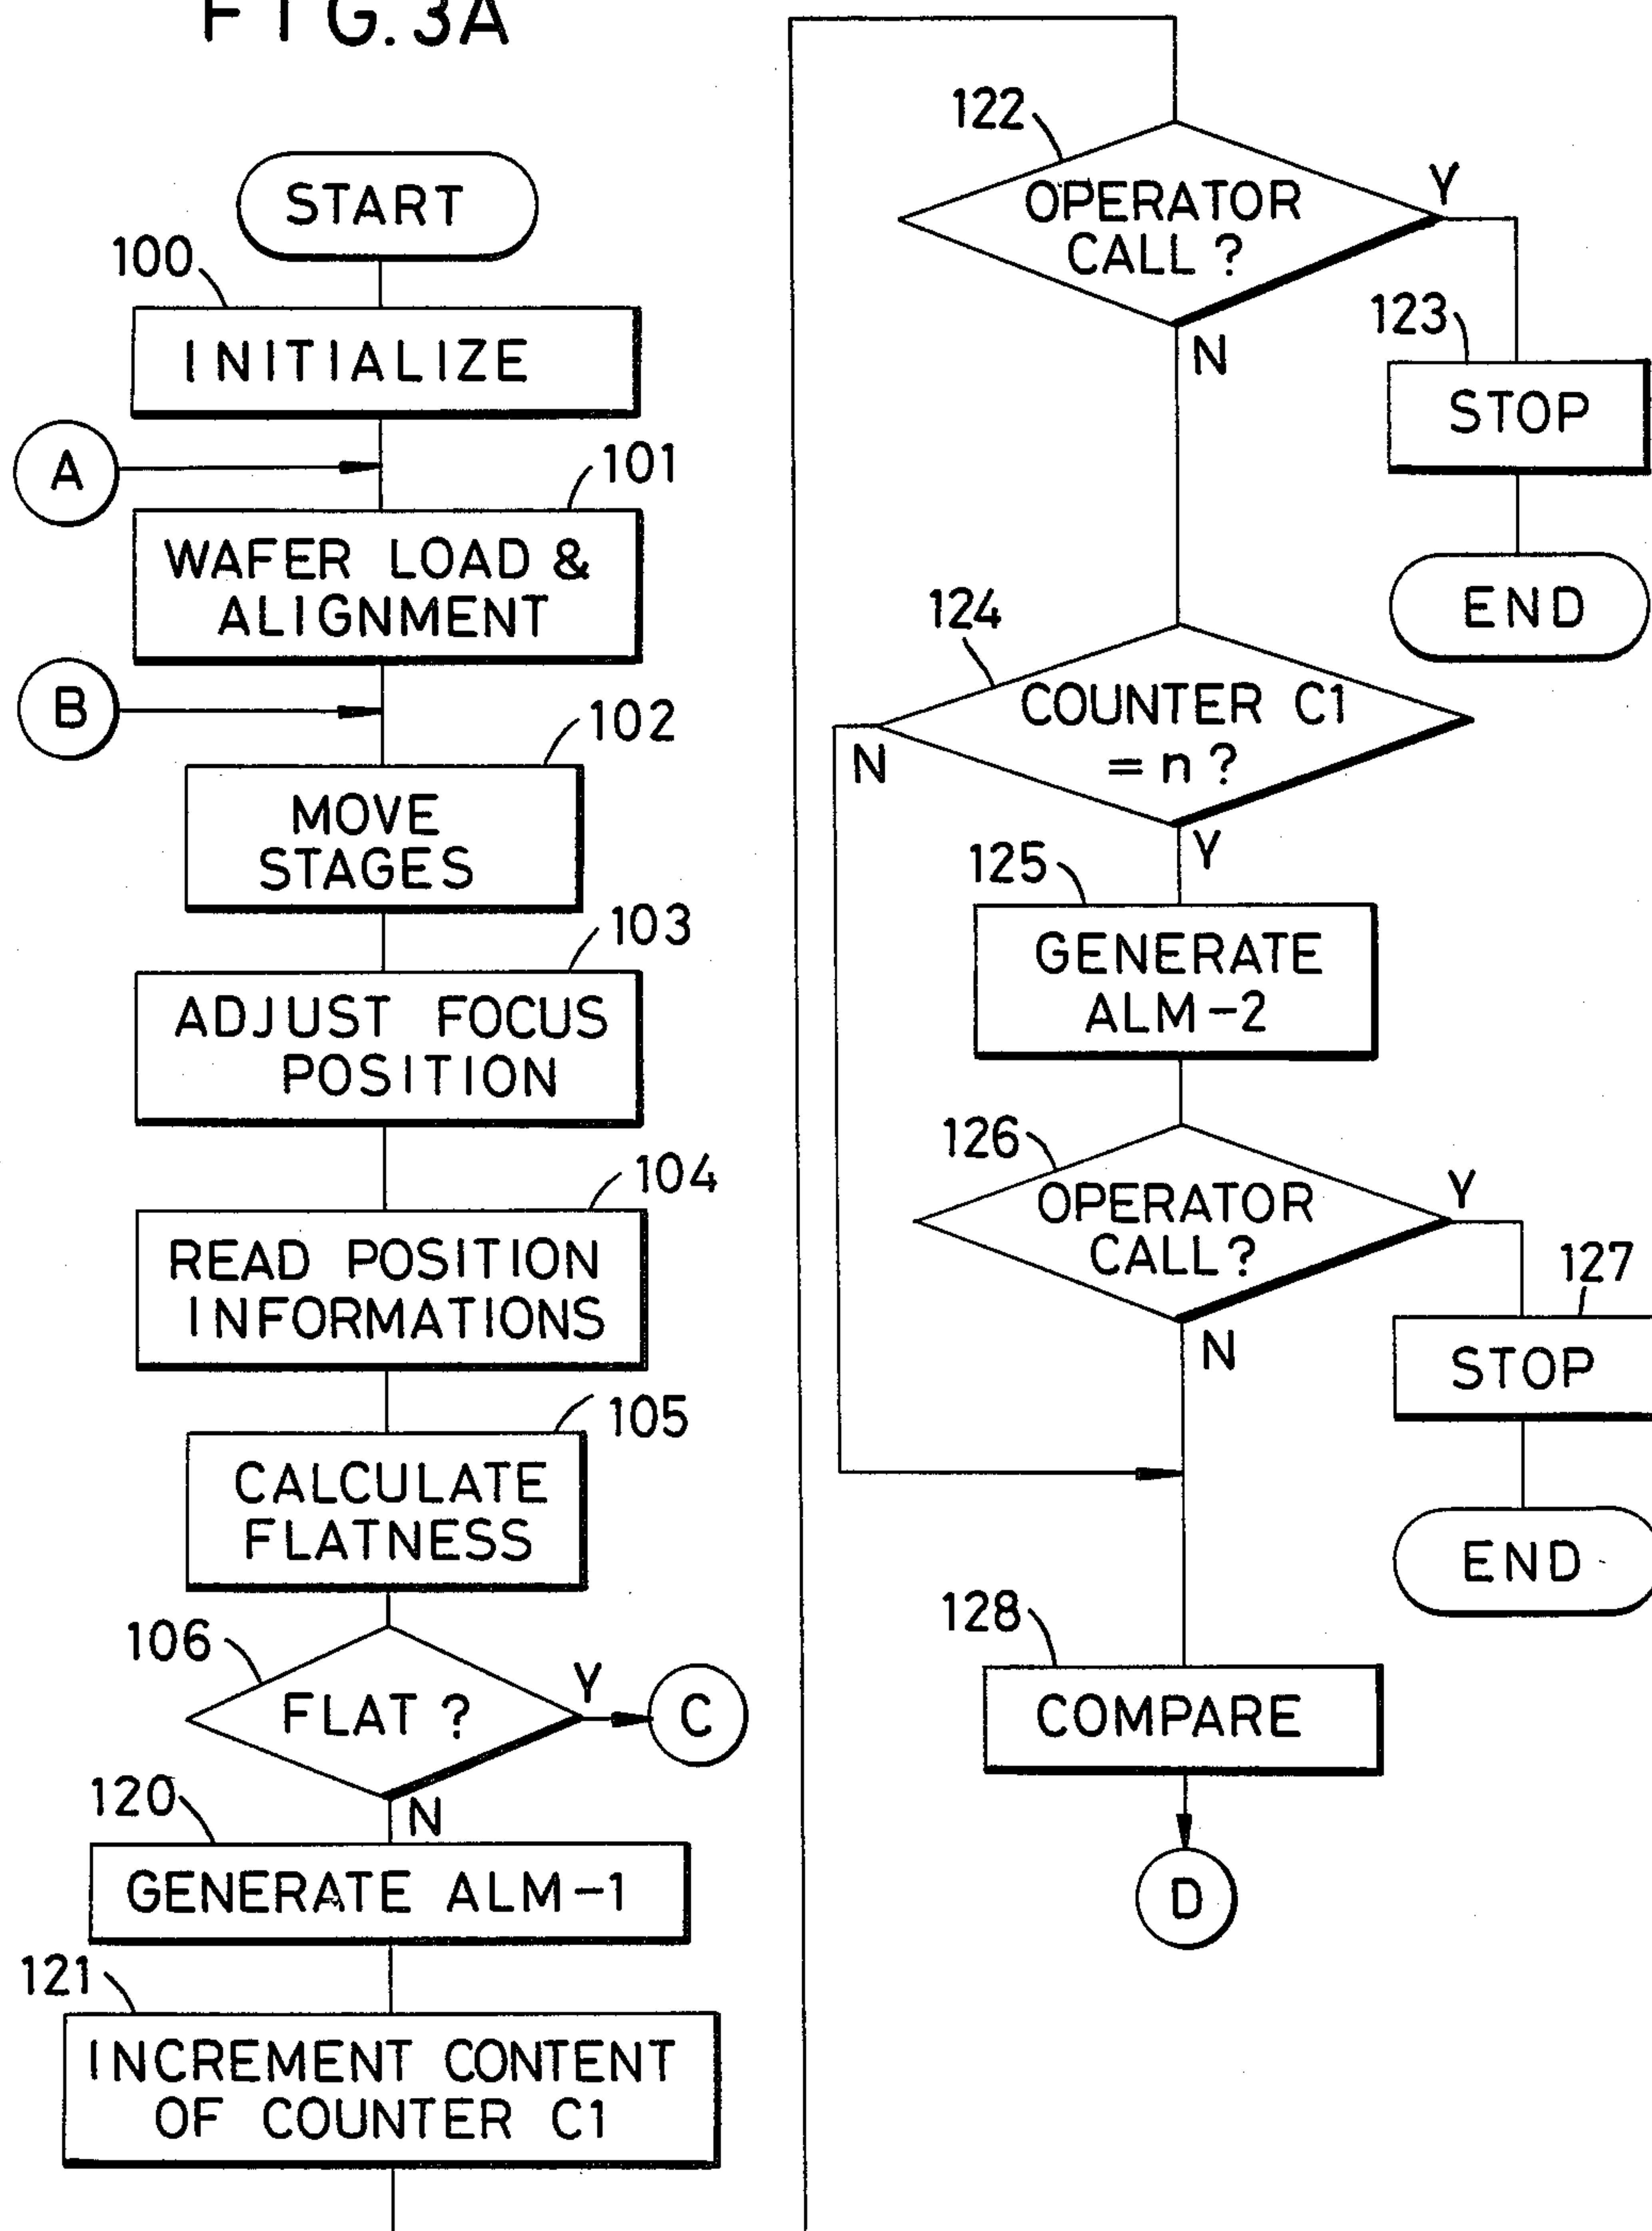 FIG. 3A
START
100
INITIALIZE
A
101
WAFER LOAD &
ALIGNMENT
B
102
MOVE
STAGES
103
ADJUST FOCUS
POSITION
104
READ POSITION
INFORMATIONS
105
CALCULATE
FLATNESS
106
FLAT ?
Y
C
N
120
GENERATE ALM-1
121
INCREMENT CONTENT
OF COUNTER C1
122
OPERATOR
CALL ?
Y
N
123
STOP
END
124
COUNTER C1
= n ?
N
Y
125
GENERATE
ALM-2
126
OPERATOR
CALL ?
Y
N
127
STOP
END
128
COMPARE
D